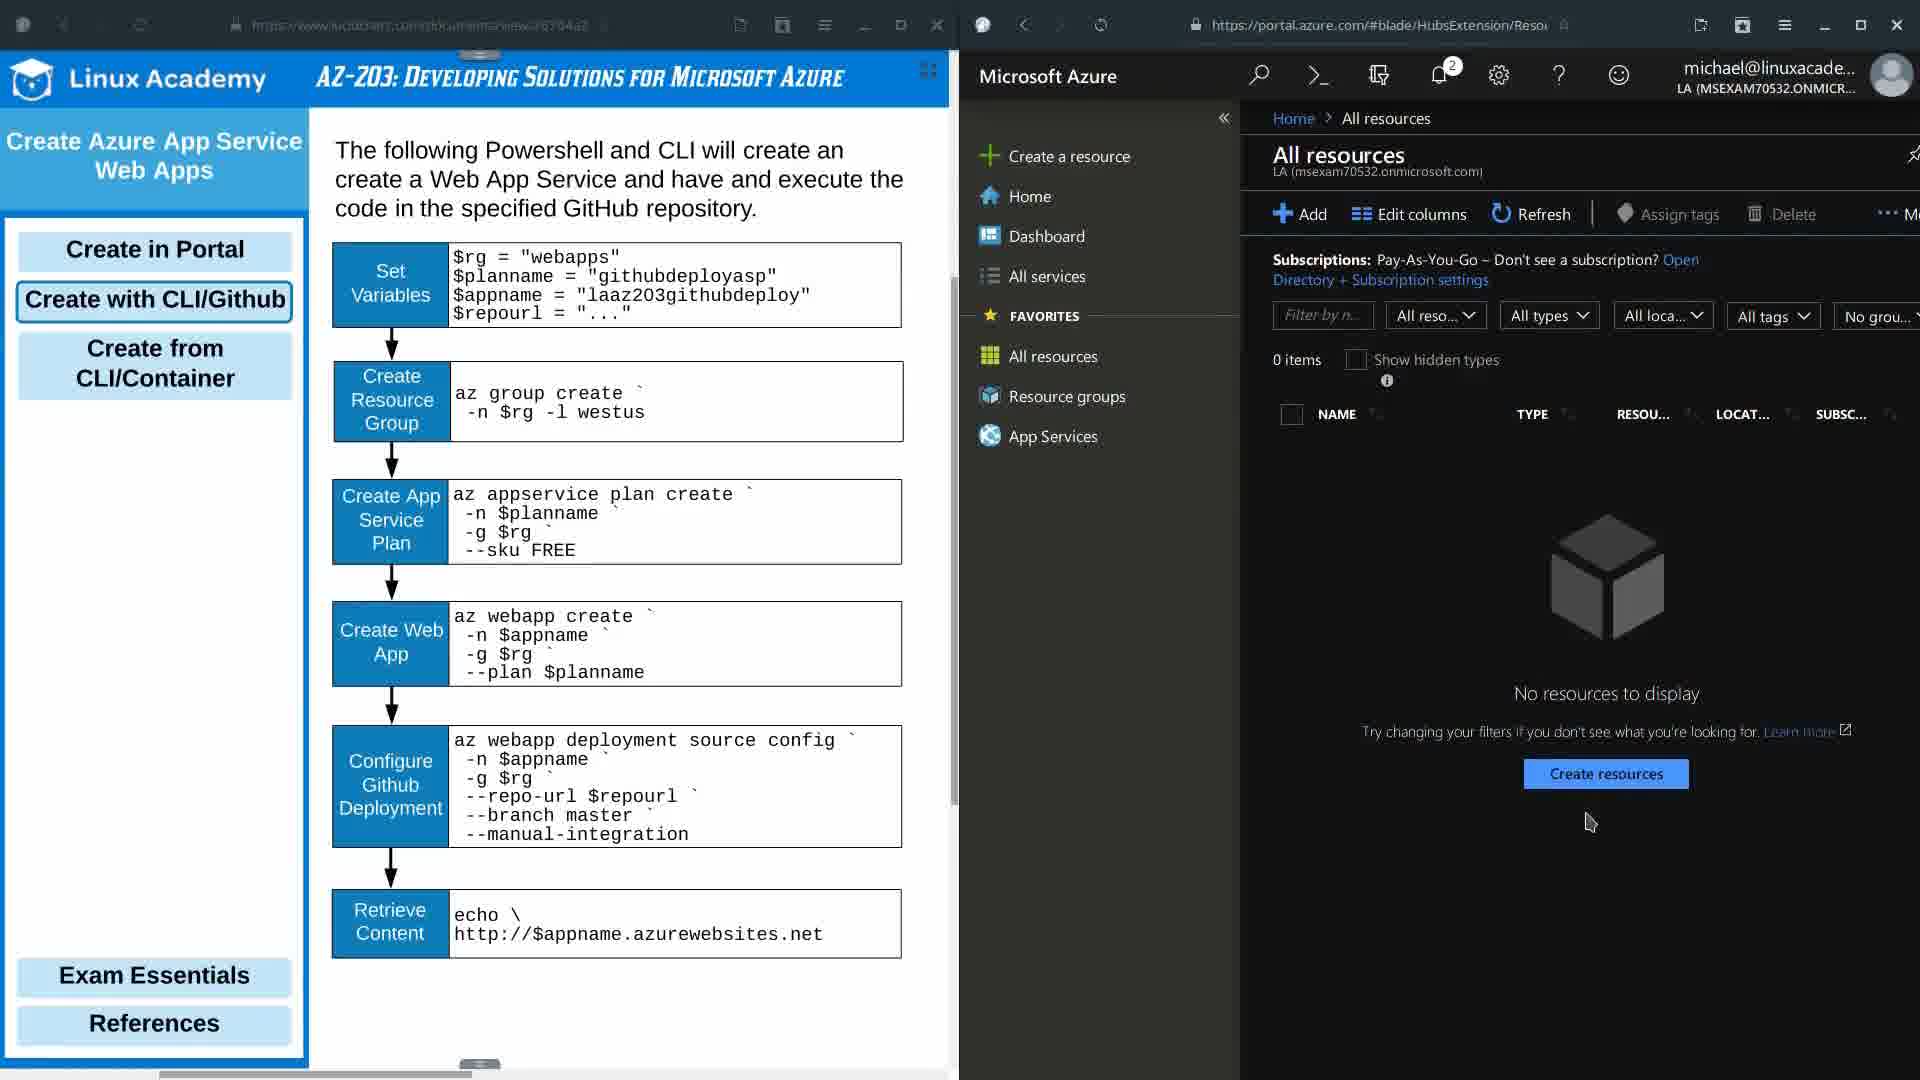 https://portal.azure.com/#blade/HubsExtension/Resou
Linux Academy
AZ-203: Developing Solutions for Microsoft Azure
Create Azure App Service
Web Apps
Create in Portal
Create with CLI/Github
Create from
CLI/Container
Exam Essentials
References
The following Powershell and CLI will create an
create a Web App Service and have and execute the
code in the specified GitHub repository.
Set
Variables
$rg = "webapps"
$planname = "githubdeployasp"
$appname = "laaz203githubdeploy"
$repourl = "..."
Create
Resource
Group
az group create `
-n $rg -l westus
Create App
Service
Plan
az appservice plan create `
-n $planname `
-g $rg `
--sku FREE
Create Web
App
az webapp create `
-n $appname `
-g $rg `
--plan $planname
Configure
Github
Deployment
az webapp deployment source config `
-n $appname `
-g $rg `
--repo-url $repourl `
--branch master `
--manual-integration
Retrieve
Content
echo \
http://$appname.azurewebsites.net
Microsoft Azure
2
michael@linuxacade...
LA (MSEXAM70532.ONMICR...
Create a resource
Home
Dashboard
All services
FAVORITES
All resources
Resource groups
App Services
Home > All resources
All resources
LA (msexam70532.onmicrosoft.com)
Add
Edit columns
Refresh
Assign tags
Delete
Subscriptions: Pay-As-You-Go – Don't see a subscription? Open
Directory + Subscription settings
Filter by n...
All reso...
All types
All loca...
All tags
No grou...
0 items
Show hidden types
NAME
TYPE
RESOU...
LOCAT...
SUBSC...
No resources to display
Try changing your filters if you don't see what you're looking for. Learn more
Create resources